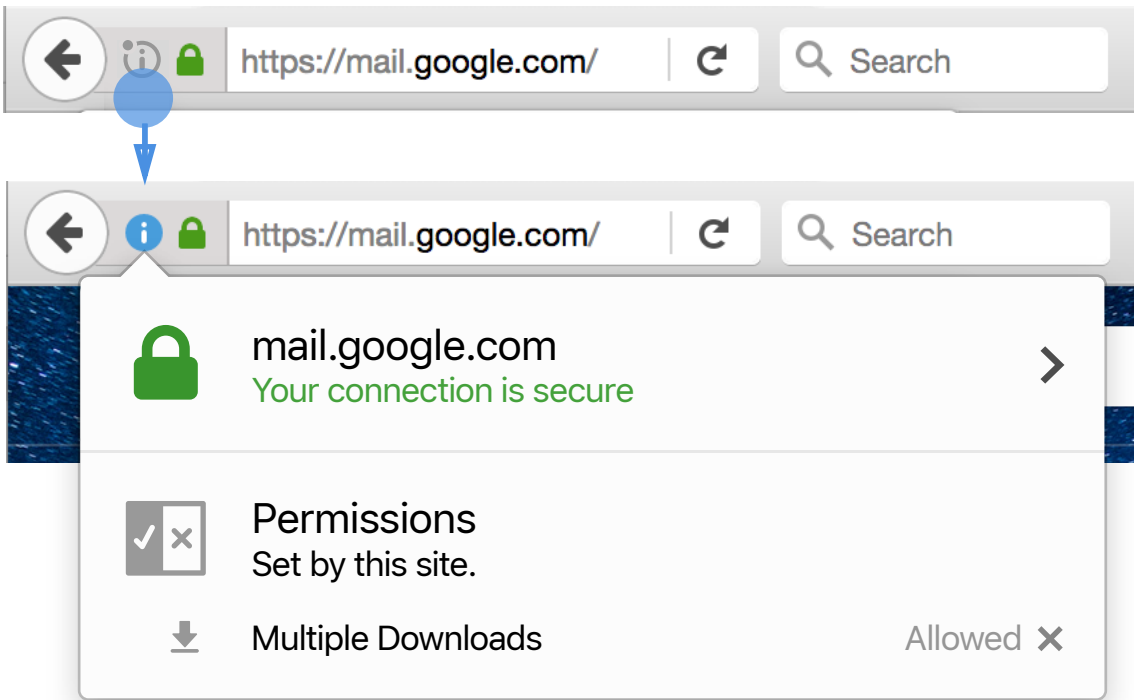 https://mail.google.com/
Search
https://mail.google.com/
Search
mail.google.com
Your connection is secure
Permissions
Set by this site.
Multiple Downloads Allowed